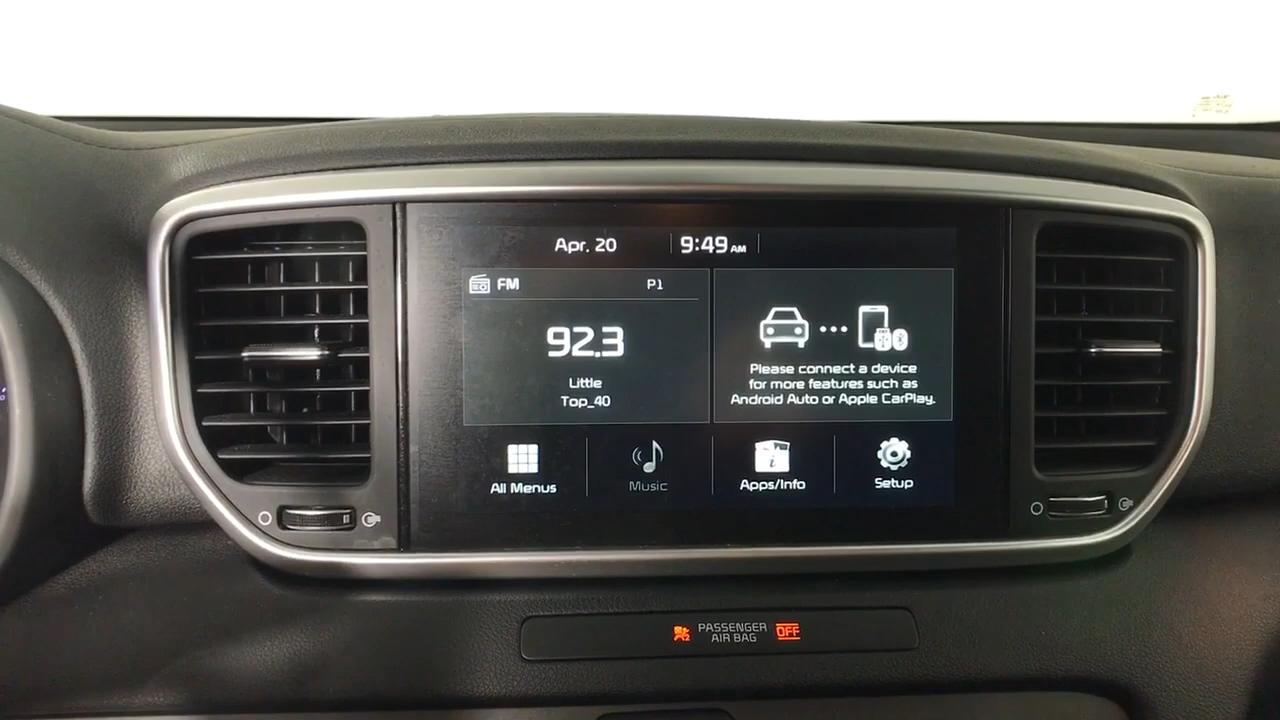 Apr. 20
9:49 AM
FM
P1
92.3
Little
Top_40
Please connect a device
for more features such as
Android Auto or Apple CarPlay.
All Menus
Music
Apps/Info
Setup
PASSENGER
AIR BAG
OFF